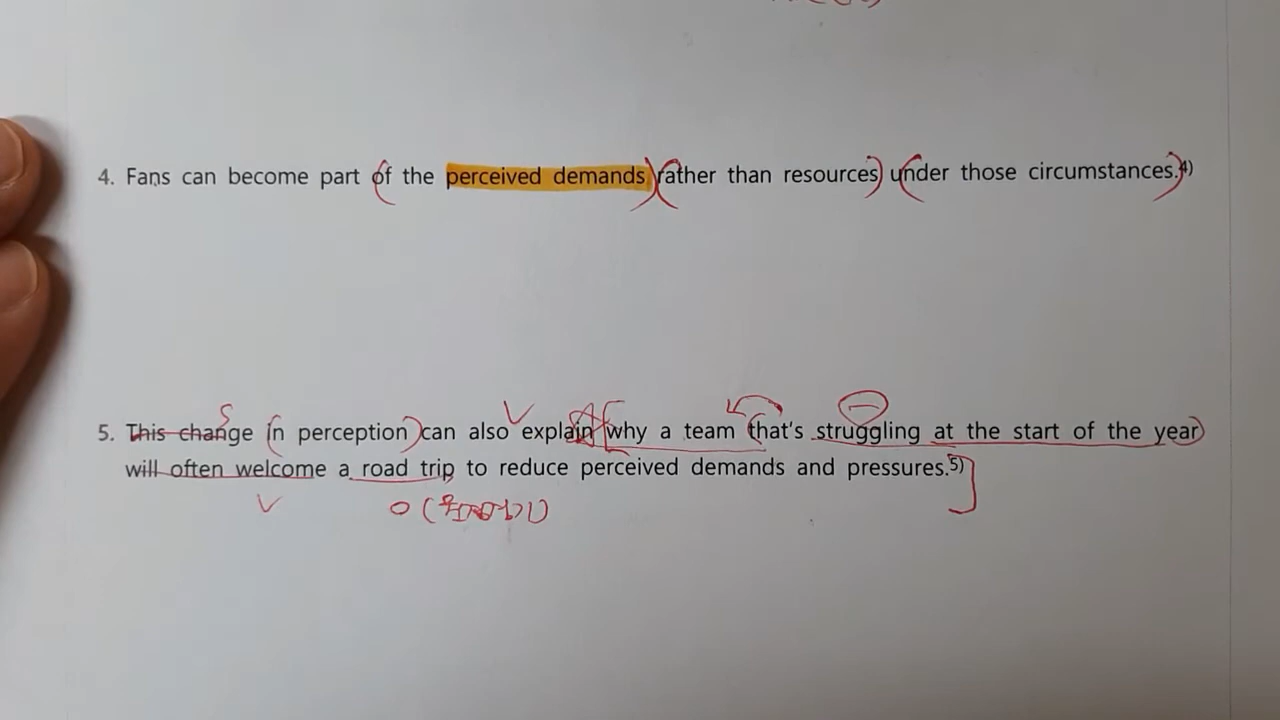 4. Fans can become part of the perceived demands rather than resources under those circumstances.4)
S
V
5. This change in perception can also explain why a team that's struggling at the start of the year
will often welcome a road trip to reduce perceived demands and pressures.5)
V
O